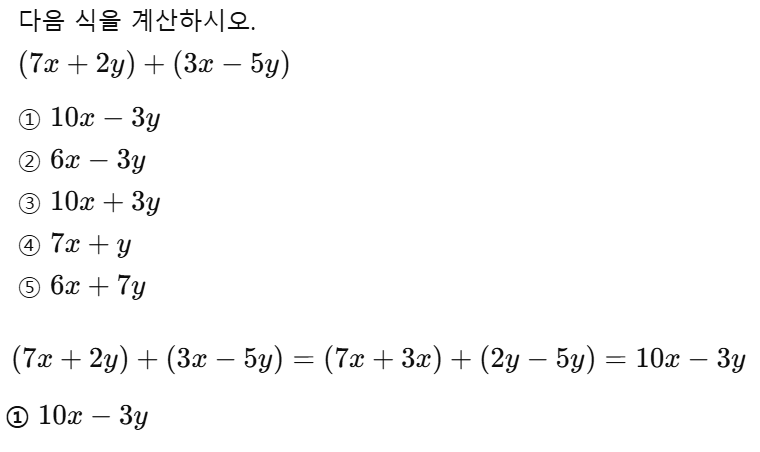 다음 식을 계산하시오.
(7x + 2y) + (3x − 5y)
① 10x − 3y
② 6x − 3y
③ 10x + 3y
④ 7x + y
⑤ 6x + 7y
(7x + 2y) + (3x − 5y) = (7x + 3x) + (2y − 5y) = 10x − 3y
① 10x − 3y